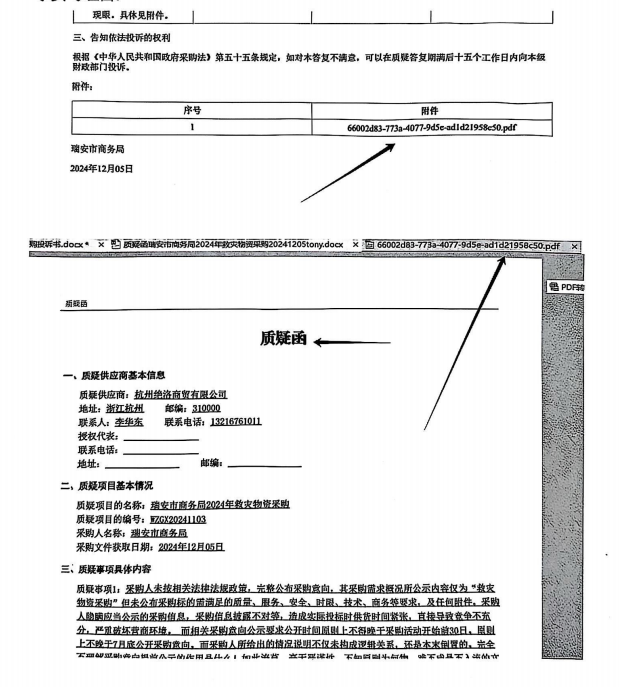 现眼。具体见附件。
三、告知依法投诉的权利
根据《中华人民共和国政府采购法》第五十五条规定，如对本答复不满意，可以在质疑答复期满后十五个工作日内向本级
财政部门投诉。
附件：
序号 附件
1 66002d83-773a-4077-9d5e-ad1d21958c50.pdf
瑞安市商务局
2024年12月05日
购投诉书.docx * × 质疑函瑞安市商务局2024年救灾物资采购20241205tony.docx × 66002d83-773a-4077-9d5e-ad1d21958c50.pdf ×
PDF转
质疑函
质疑函
一、质疑供应商基本信息
质疑供应商：杭州绝洛商贸有限公司
地址：浙江杭州 邮编：310000
联系人：李华东 联系电话：13216761011
授权代表：
联系电话：
地址： 邮编：
二、质疑项目基本情况
质疑项目的名称：瑞安市商务局2024年救灾物资采购
质疑项目的编号：WZGX20241103
采购人名称：瑞安市商务局
采购文件获取日期：2024年12月05日
三、质疑事项具体内容
质疑事项1：采购人未按相关法律法规政策，完整公布采购意向，其采购需求概况所公示内容仅为“救灾
物资采购”但未公布采购标的需满足的质量、服务、安全、时限、技术、商务等要求，及任何附件。采购
人隐瞒应当公示的采购信息，采购信息披露不对等，造成实际投标时供货时间紧张，直接导致竞争不充
分，严重破坏营商环境。而相关采购意向公示要求公开时间原则上不得晚于采购活动开始前30日。原则
上不晚于7月底公开采购意向。而采购人所给出的情况说明不仅未构成逻辑关系，还是本末倒置的。完全